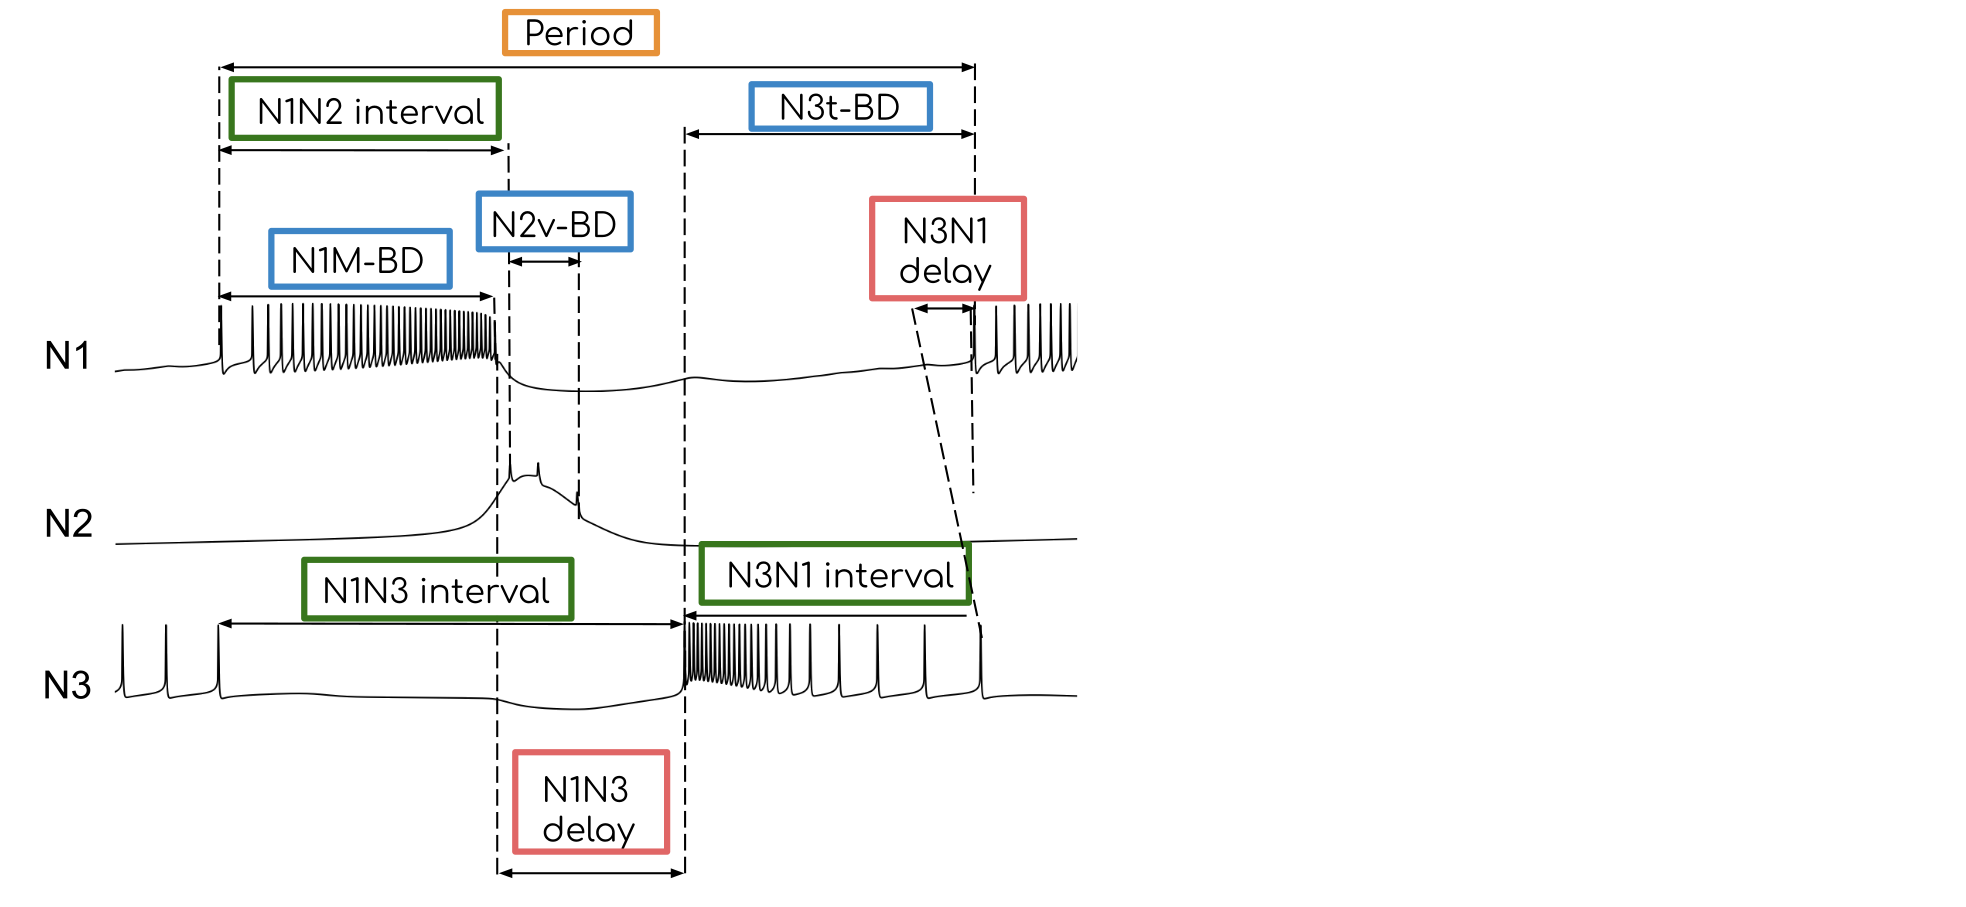 Period
N1N2 interval
N3t-BD
N2v-BD
N1M-BD
N3N1
delay
N1
N2
N1N3 interval
N3N1 interval
N3
N1N3
delay